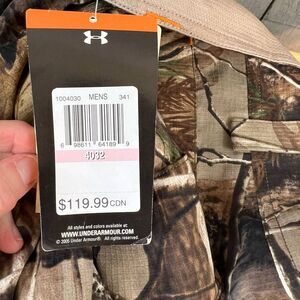 1004030 MENS 341
6 98611 64189 9
4032
$119.99 CDN
All styles and colors available at
WWW.UNDERARMOUR.COM
© 2005 Under Armour® All rights reserved.